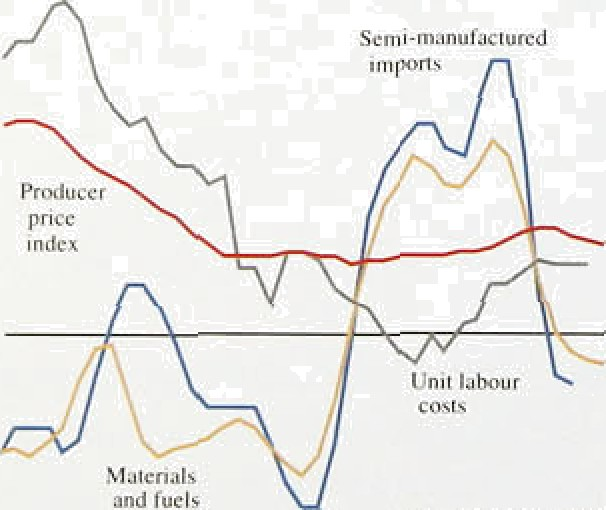 Semi-manufactured
imports
Producer
price
index
Unit labour
costs
Materials
and fuels